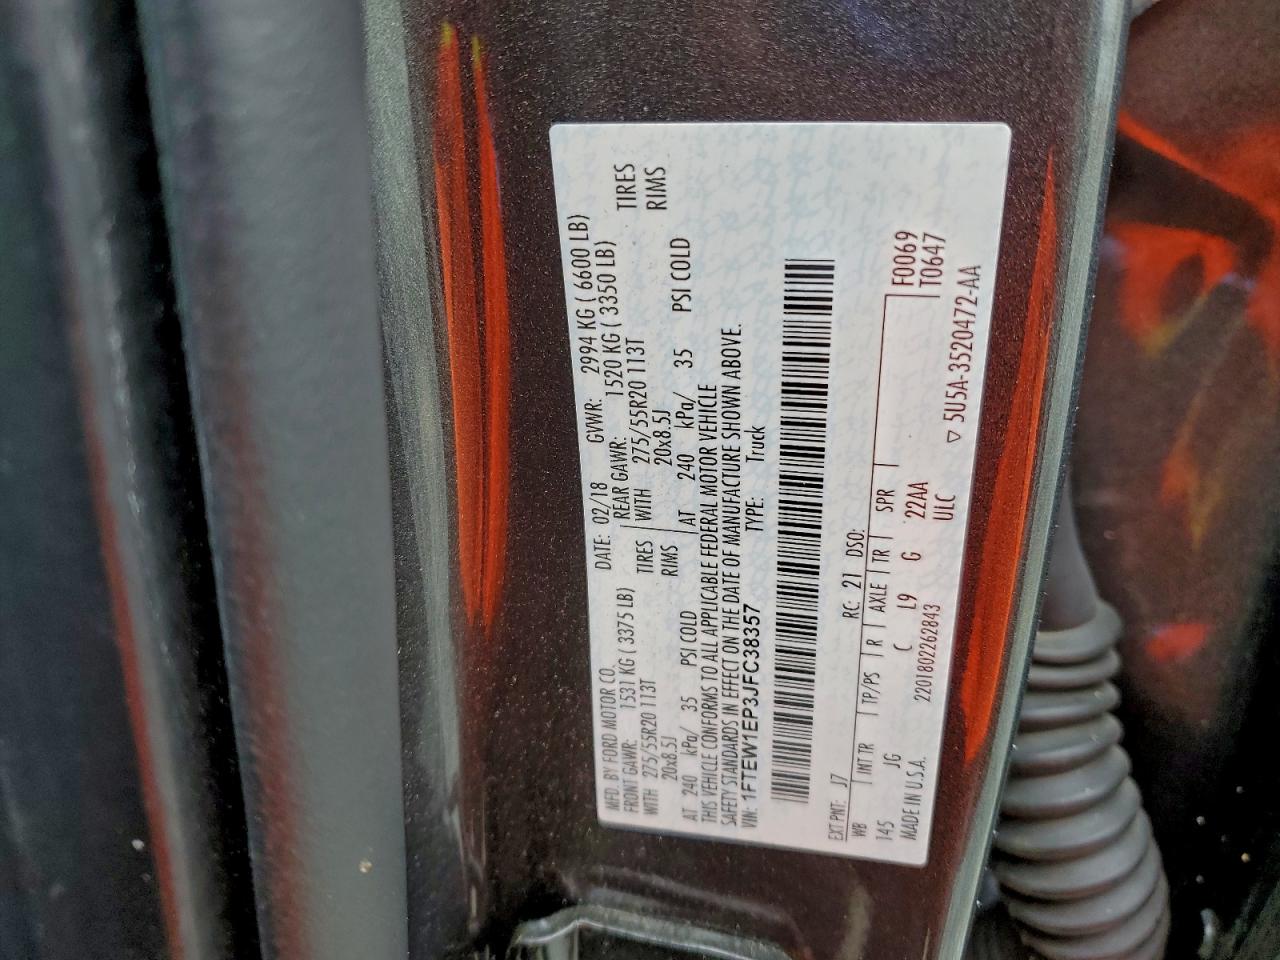 MFD. BY FORD MOTOR CO. DATE: 02/18 GVWR: 2994 KG ( 6600 LB)
FRONT GAWR: 1531 KG ( 3375 LB) REAR GAWR: 1520 KG ( 3350 LB)
WITH 275/55R20 113T TIRES WITH 275/55R20 113T TIRES
20x8.5J RIMS 20x8.5J RIMS
AT 240 kPa/ 35 PSI COLD AT 240 kPa/ 35 PSI COLD
THIS VEHICLE CONFORMS TO ALL APPLICABLE FEDERAL MOTOR VEHICLE
SAFETY STANDARDS IN EFFECT ON THE DATE OF MANUFACTURE SHOWN ABOVE.
VIN: 1FTEW1EP3JFC38357 TYPE: Truck
EXT PNT: J7 RC: 21 DSO:
WB INT TR TP/PS R AXLE TR SPR F0069
145 JG C L9 G 22AA T0647
MADE IN U.S.A. 2201802262843 ULC ▽ 5U5A-3520472-AA